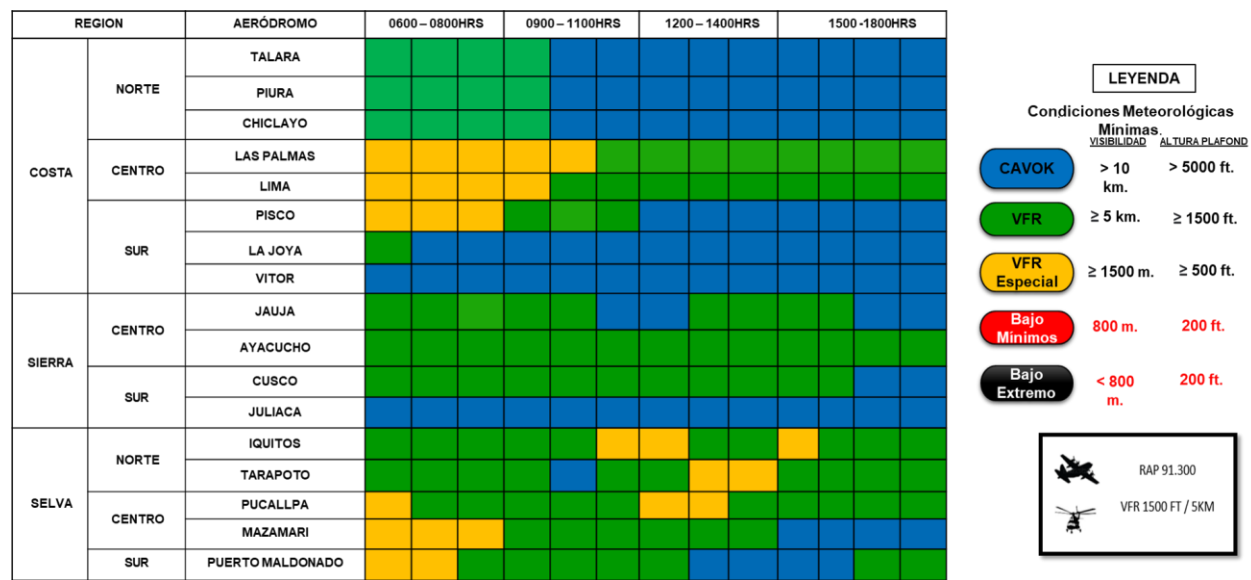 REGION AERÓDROMO 0600 – 0800HRS 0900 – 1100HRS 1200 – 1400HRS 1500 -1800HRS
COSTA
NORTE
TALARA
PIURA
CHICLAYO
CENTRO
LAS PALMAS
LIMA
SUR
PISCO
LA JOYA
VITOR
SIERRA
CENTRO
JAUJA
AYACUCHO
SUR
CUSCO
JULIACA
SELVA
NORTE
IQUITOS
TARAPOTO
CENTRO
PUCALLPA
MAZAMARI
SUR
PUERTO MALDONADO
LEYENDA
Condiciones Meteorológicas
Mínimas.
VISIBILIDAD ALTURA PLAFOND
CAVOK > 10 km. > 5000 ft.
VFR ≥ 5 km. ≥ 1500 ft.
VFR Especial ≥ 1500 m. ≥ 500 ft.
Bajo Mínimos 800 m. 200 ft.
Bajo Extremo < 800 m. 200 ft.
RAP 91.300
VFR 1500 FT / 5KM